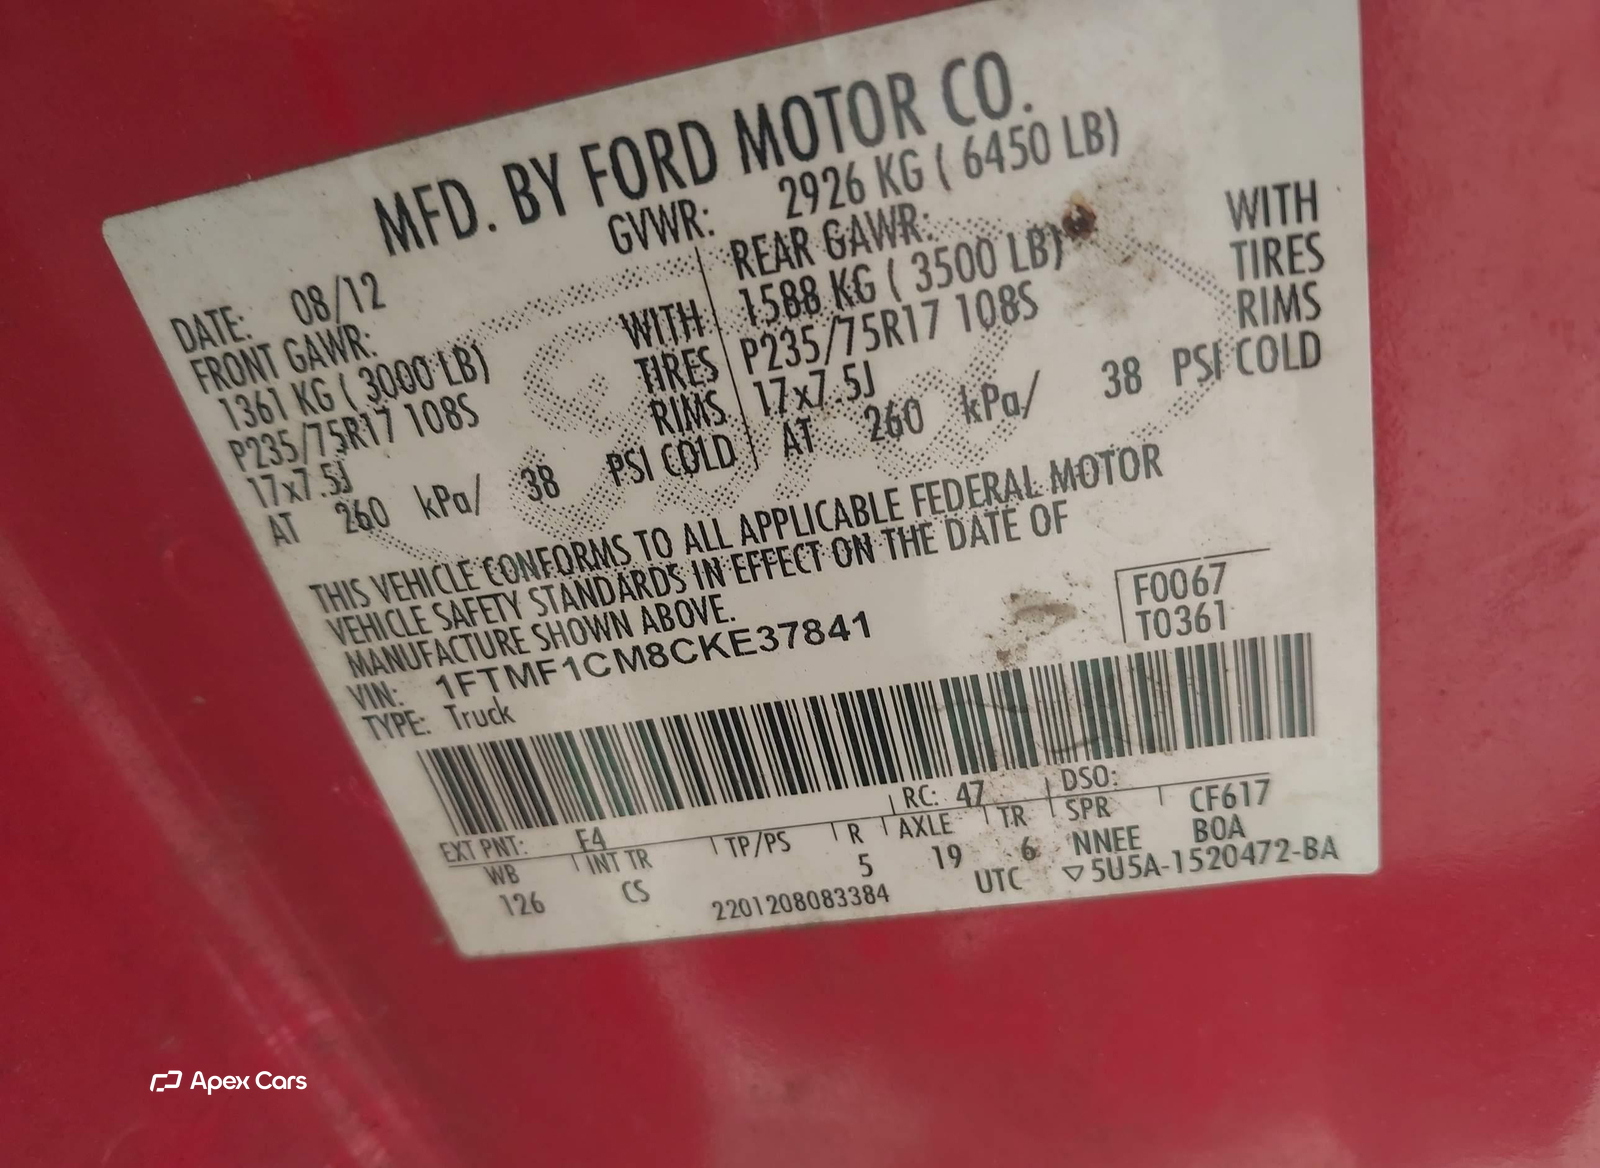 MFD. BY FORD MOTOR CO.
DATE: 08/12
GVWR: 2926 KG ( 6450 LB)
FRONT GAWR:
1361 KG ( 3000 LB) WITH
P235/75R17 108S TIRES
17x7.5J RIMS
AT 260 kPa/ 38 PSI COLD
REAR GAWR:
1588 KG ( 3500 LB) WITH
P235/75R17 108S TIRES
17x7.5J RIMS
AT 260 kPa/ 38 PSI COLD
THIS VEHICLE CONFORMS TO ALL APPLICABLE FEDERAL MOTOR
VEHICLE SAFETY STANDARDS IN EFFECT ON THE DATE OF
MANUFACTURE SHOWN ABOVE.
VIN: 1FTMF1CM8CKE37841
TYPE: Truck
F0067
T0361
EXT PNT: E4 RC: 47 DSO:
WB INT TR TP/PS R AXLE TR SPR CF617
126 CS 5 19 6 NNEE BOA
2201208083384 UTC ▽5U5A-1520472-BA
Apex Cars